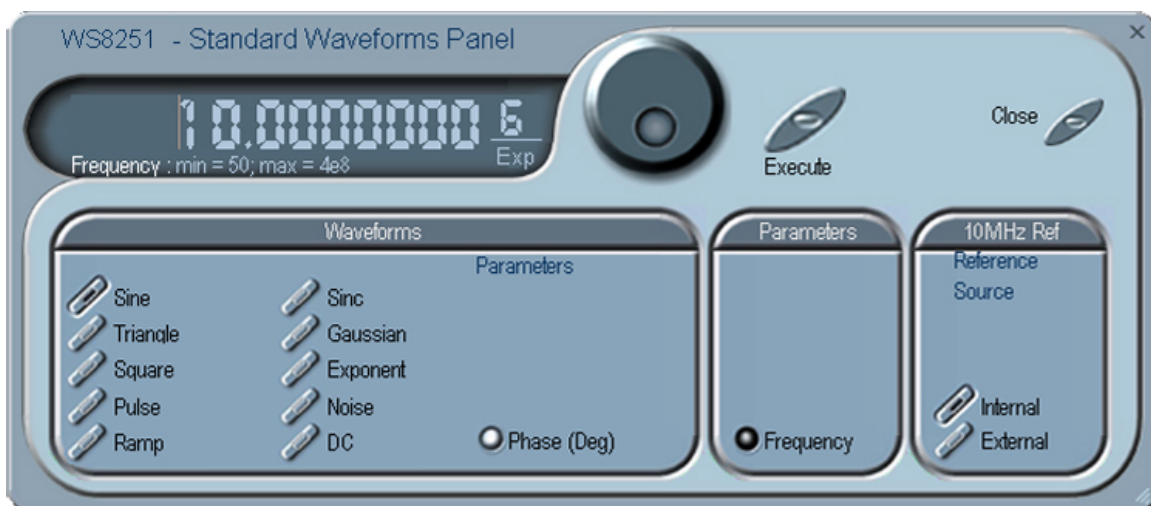 WS8251 - Standard Waveforms Panel
10.0000000 6
Exp
Frequency : min = 50; max = 4e8
Execute
Close
Waveforms
Parameters
Sine
Triangle
Square
Pulse
Ramp
Sinc
Gaussian
Exponent
Noise
DC
Phase (Deg)
Parameters
Frequency
10MHz Ref
Reference
Source
Internal
External